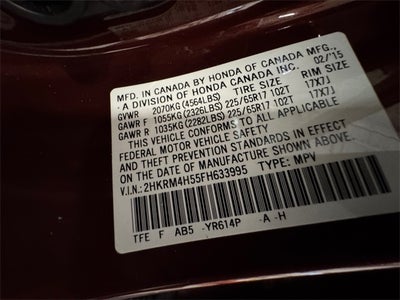 MFD. IN CANADA BY HONDA OF CANADA MFG.,
- A DIVISION OF HONDA CANADA INC. 02/'15
GVWR 2070KG (4564LBS) TIRE SIZE RIM SIZE
GAWR F 1055KG (2326LBS) 225/65R17 102T 17X7J
GAWR R 1035KG (2282LBS) 225/65R17 102T 17X7J
THIS VEHICLE CONFORMS TO ALL APPLICABLE
FEDERAL MOTOR VEHICLE SAFETY
AND THEFT PREVENTION STANDARDS IN EFFECT
ON THE DATE OF MANUFACTURE SHOWN ABOVE.
V.I.N.: 2HKRM4H55FH633995 TYPE: MPV
TFE F AB5 -YR614P -A -H